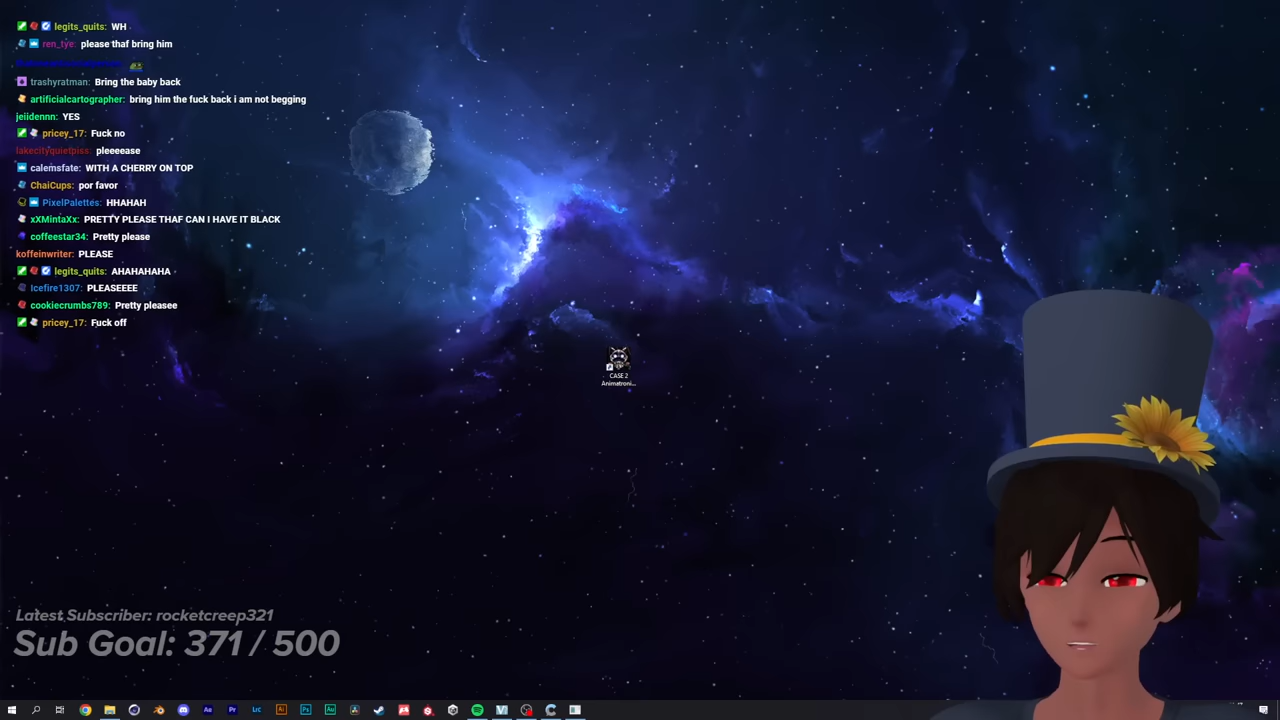 legits_quits: WH
ren_tye: please thaf bring him
trashyratman: Bring the baby back
artificialcartographer: bring him the fuck back i am not begging
jeiidennn: YES
pricey_17: Fuck no
lakecityquietpiss: pleeeease
calemsfate: WITH A CHERRY ON TOP
ChaiCups: por favor
PixelPalettes: HHAHAH
xXMintaXx: PRETTY PLEASE THAF CAN I HAVE IT BLACK
coffeestar34: Pretty please
koffeinwriter: PLEASE
legits_quits: AHAHAHAHA
Icefire1307: PLEASEEEE
cookiecrumbs789: Pretty pleasee
pricey_17: Fuck off
CASE 2
Animatroni...
Latest Subscriber: rocketcreep321
Sub Goal: 371 / 500